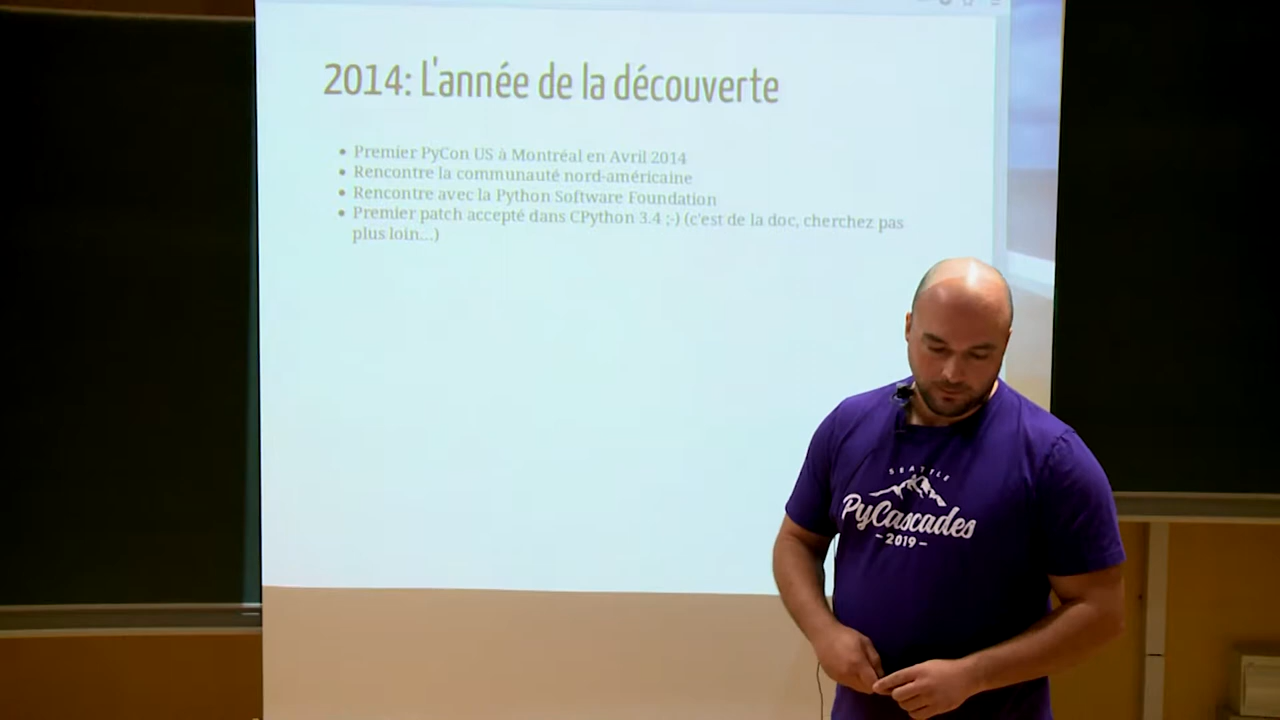 2014: L'année de la découverte
• Premier PyCon US à Montréal en Avril 2014
• Rencontre la communauté nord-américaine
• Rencontre avec la Python Software Foundation
• Premier patch accepté dans CPython 3.4 ;-) (c'est de la doc, cherchez pas
plus loin...)
SEATTLE
PyCascades
-2019-